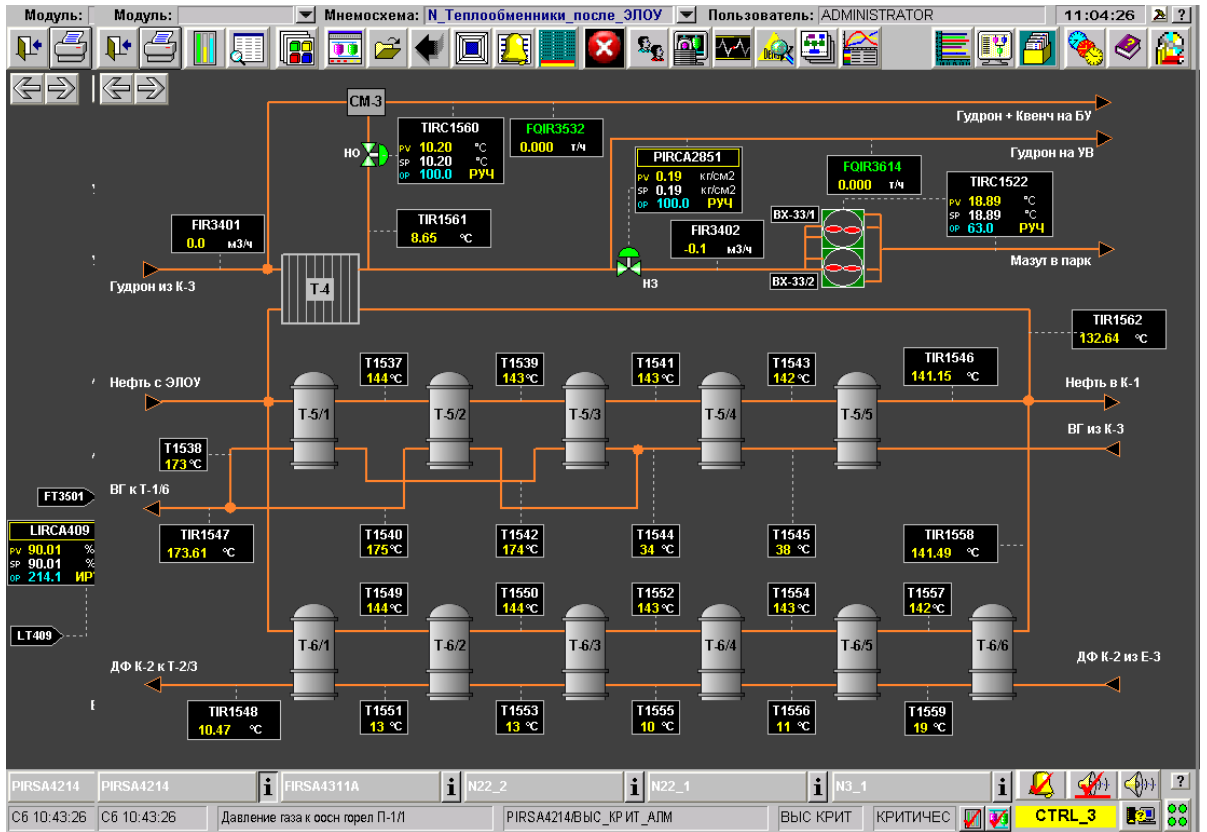 Модуль: Модуль: Мнемосхема: N_Теплообменники_после_ЭЛОУ Пользователь: ADMINISTRATOR 11:04:26 ?
СМ-3
Гудрон + Квенч на БУ
НО
TIRC1560
PV 10.20 °C
SP 10.20 °C
OP 100.0 РУЧ
FQIR3532
0.000 т/ч
Гудрон на УВ
PIRCA2851
PV 0.19 кг/см2
SP 0.19 кг/см2
OP 100.0 РУЧ
FQIR3614
0.000 т/ч
TIRC1522
PV 18.89 °C
SP 18.89 °C
OP 63.0 РУЧ
FIR3401
0.0 м3/ч
TIR1561
8.65 °C
FIR3402
-0.1 м3/ч
ВХ-33/1
ВХ-33/2
НЗ
Мазут в парк
Гудрон из К-3
Т-4
TIR1562
132.64 °C
Нефть с ЭЛОУ
T1537
144 °C
T1539
143 °C
T1541
143 °C
T1543
142 °C
TIR1546
141.15 °C
Нефть в К-1
Т-5/1 Т-5/2 Т-5/3 Т-5/4 Т-5/5
ВГ из К-3
T1538
173 °C
FT3501
ВГ к Т-1/6
LIRCA409
PV 90.01 %
SP 90.01 %
OP 214.1 ИР
TIR1547
173.61 °C
T1540
175 °C
T1542
174 °C
T1544
34 °C
T1545
38 °C
TIR1558
141.49 °C
T1549
144 °C
T1550
144 °C
T1552
143 °C
T1554
143 °C
T1557
142 °C
LT409
Т-6/1 Т-6/2 Т-6/3 Т-6/4 Т-6/5 Т-6/6
ДФ К-2 к Т-2/3
ДФ К-2 из Е-3
TIR1548
10.47 °C
T1551
13 °C
T1553
13 °C
T1555
10 °C
T1556
11 °C
T1559
19 °C
PIRSA4214 PIRSA4214 i FIRSA4311A i N22_2 i N22_1 i N3_1 i ?
Сб 10:43:26 Сб 10:43:26 Давление газа к оосн горел П-1/1 PIRSA4214/ВЫС_КРИТ_АЛМ ВЫС КРИТ КРИТИЧЕС CTRL_3